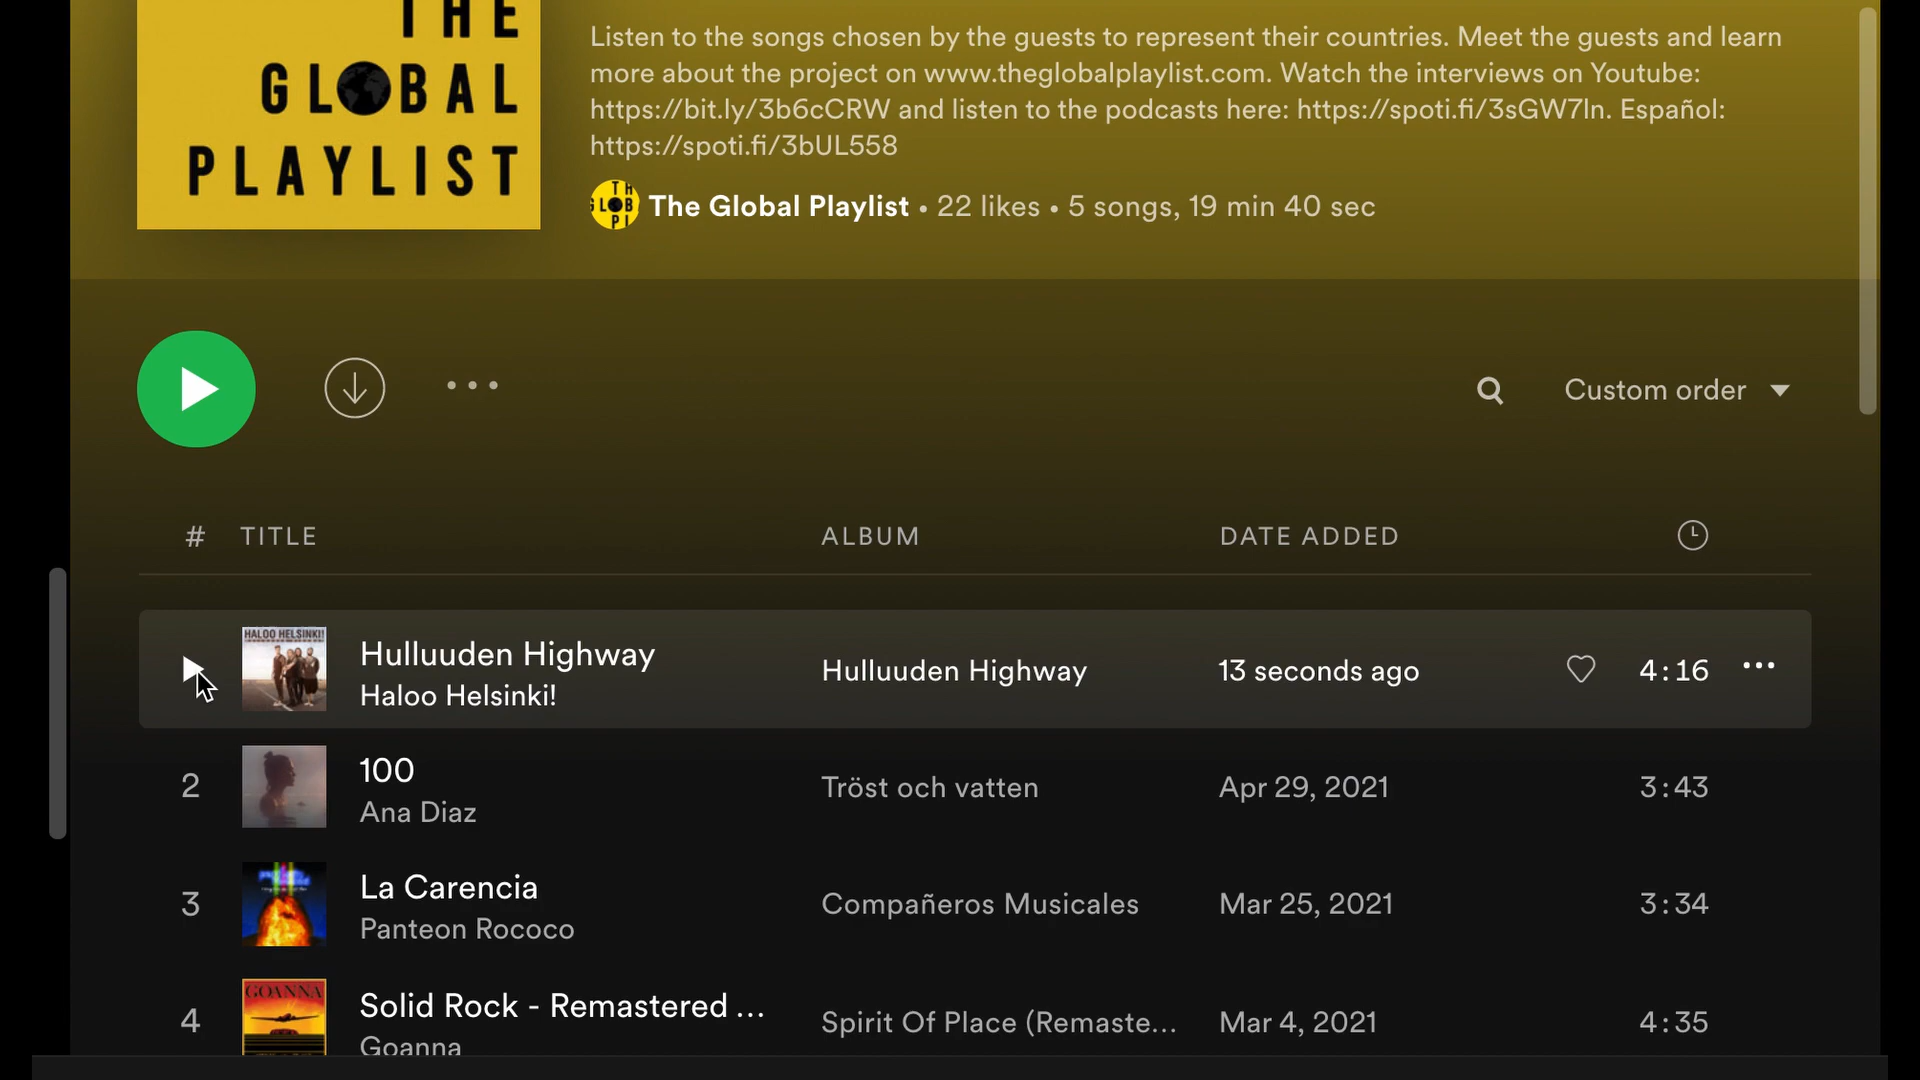 THE
GLOBAL
PLAYLIST
Listen to the songs chosen by the guests to represent their countries. Meet the guests and learn
more about the project on www.theglobalplaylist.com. Watch the interviews on Youtube:
https://bit.ly/3b6cCRW and listen to the podcasts here: https://spoti.fi/3sGW7ln. Español:
https://spoti.fi/3bUL558
The Global Playlist • 22 likes • 5 songs, 19 min 40 sec
Custom order
# TITLE ALBUM DATE ADDED
HALOO HELSINKI!
Hulluuden Highway Hulluuden Highway 13 seconds ago 4:16
Haloo Helsinki!
2 100 Tröst och vatten Apr 29, 2021 3:43
Ana Diaz
3 La Carencia Compañeros Musicales Mar 25, 2021 3:34
Panteon Rococo
GOANNA
4 Solid Rock - Remastered ... Spirit Of Place (Remaste... Mar 4, 2021 4:35
Goanna